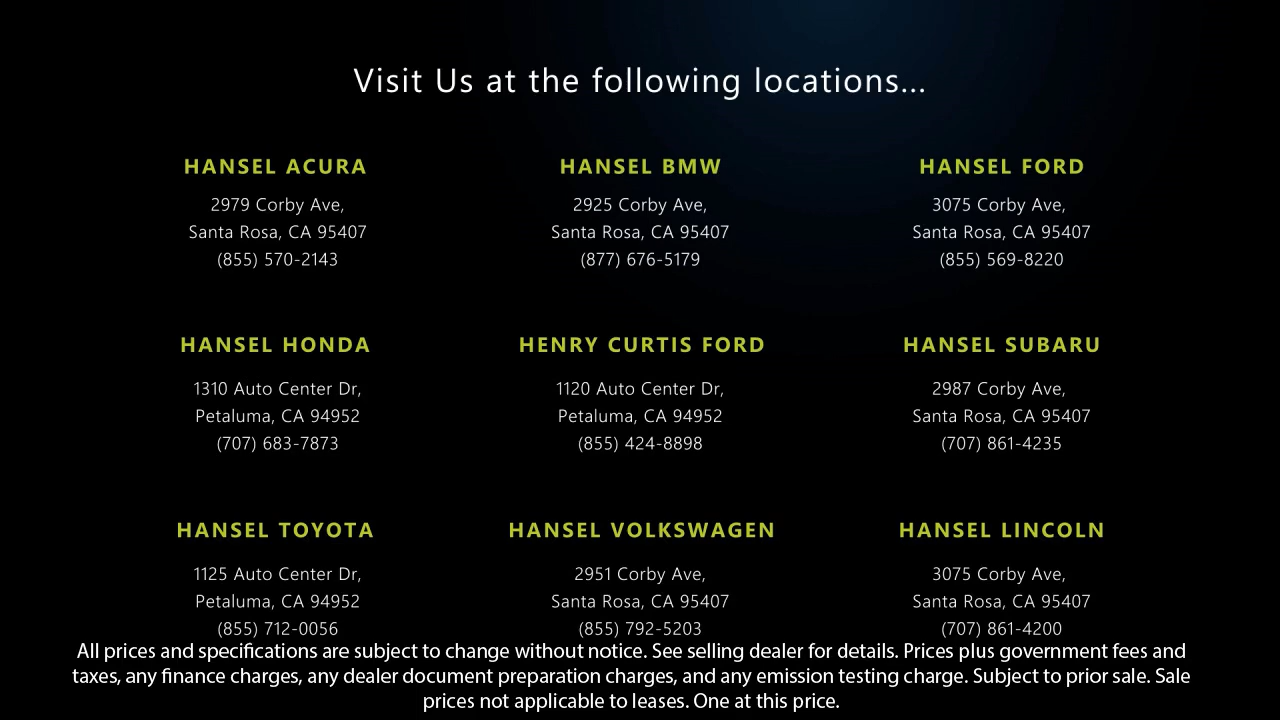 Visit Us at the following locations...
HANSEL ACURA
2979 Corby Ave,
Santa Rosa, CA 95407
(855) 570-2143
HANSEL BMW
2925 Corby Ave,
Santa Rosa, CA 95407
(877) 676-5179
HANSEL FORD
3075 Corby Ave,
Santa Rosa, CA 95407
(855) 569-8220
HANSEL HONDA
1310 Auto Center Dr,
Petaluma, CA 94952
(707) 683-7873
HENRY CURTIS FORD
1120 Auto Center Dr,
Petaluma, CA 94952
(855) 424-8898
HANSEL SUBARU
2987 Corby Ave,
Santa Rosa, CA 95407
(707) 861-4235
HANSEL TOYOTA
1125 Auto Center Dr,
Petaluma, CA 94952
(855) 712-0056
HANSEL VOLKSWAGEN
2951 Corby Ave,
Santa Rosa, CA 95407
(855) 792-5203
HANSEL LINCOLN
3075 Corby Ave,
Santa Rosa, CA 95407
(707) 861-4200
All prices and specifications are subject to change without notice. See selling dealer for details. Prices plus government fees and
taxes, any finance charges, any dealer document preparation charges, and any emission testing charge. Subject to prior sale. Sale
prices not applicable to leases. One at this price.